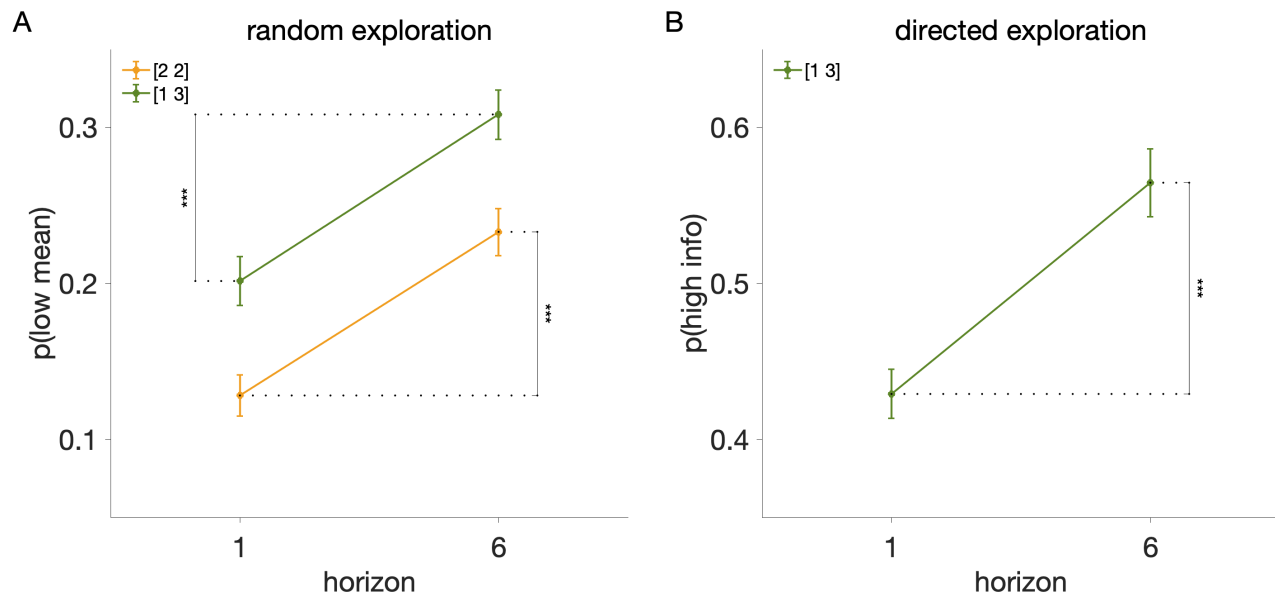 A
random exploration
[2 2]
[1 3]
0.3
0.2
0.1
p(low mean)
***
***
1
6
horizon
B
directed exploration
[1 3]
0.6
0.5
0.4
p(high info)
***
1
6
horizon